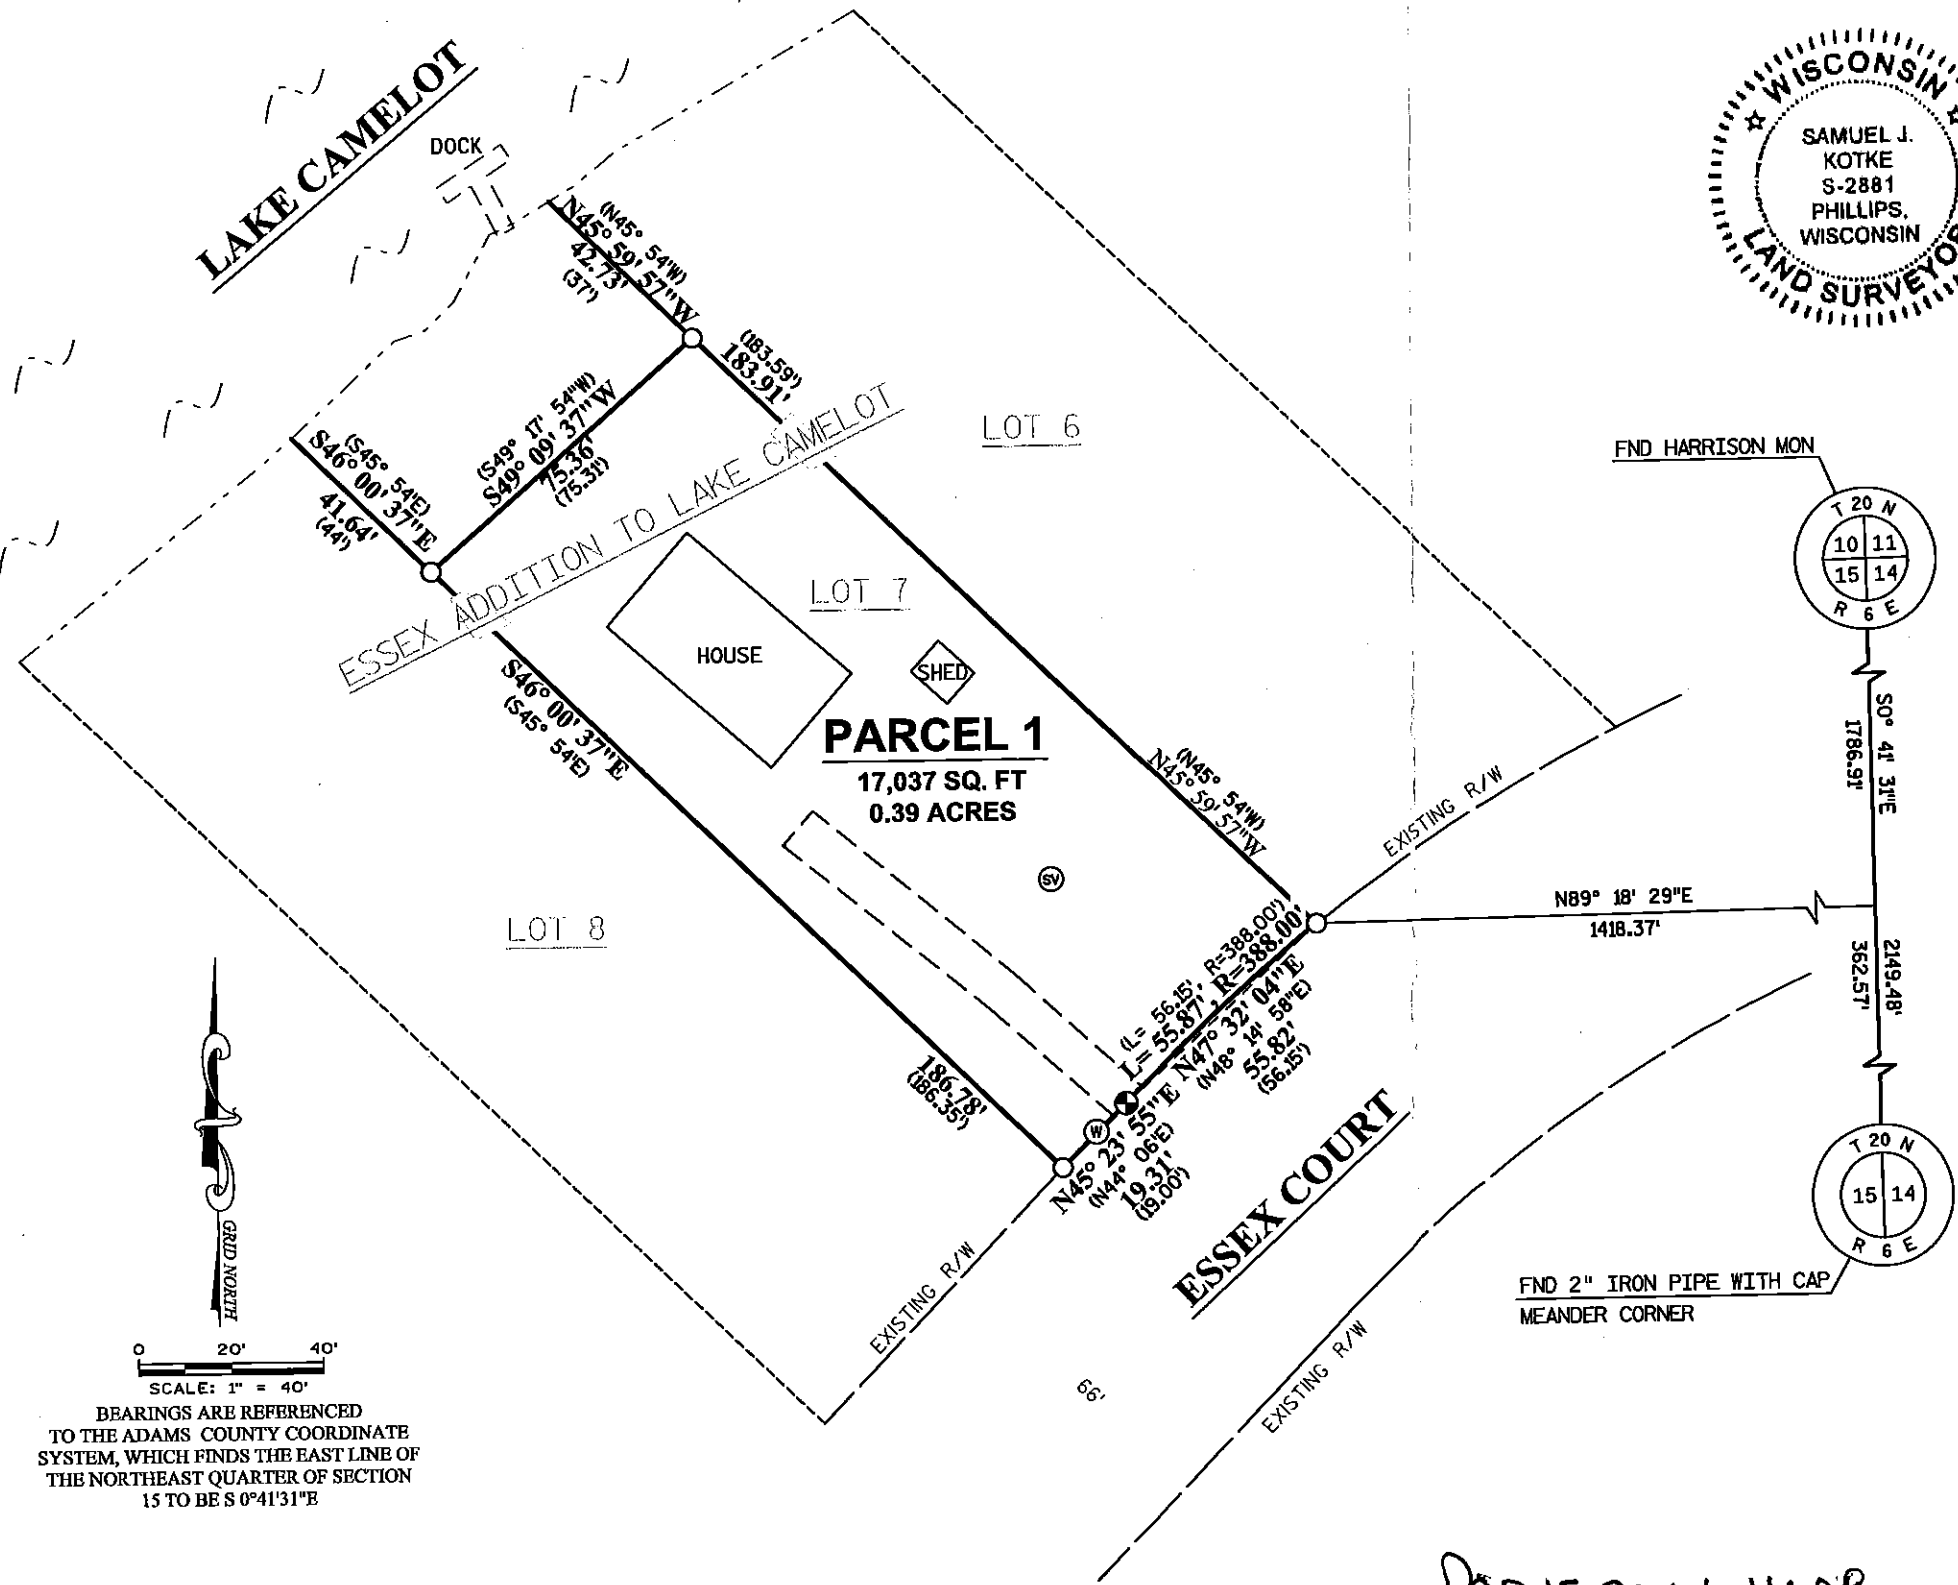 LAKE CAMELOT
DOCK
(N45° 54'W)
N45° 59' 57"W
42.73'
(37')
(183.59')
183.91'
(S49° 17' 54"W)
S49° 09' 37"W
75.36'
(75.31')
(S45° 54'E)
S46° 00' 37"E
41.64'
(44')
ESSEX ADDITION TO LAKE CAMELOT
LOT 6
LOT 7
HOUSE
SHED
S46° 00' 37"E
(S45° 54'E)
PARCEL 1
17,037 SQ. FT
0.39 ACRES
(N45° 54'W)
N45° 59' 57"W
SV
LOT 8
186.78'
(186.35')
(L= 56.15', R=388.00')
L= 55.87', R=388.00'
N47° 32' 04"E
(N48° 14' 58"E)
55.82'
(56.15')
W
N45° 23' 55"E
(N44° 06'E)
19.31'
(19.00')
EXISTING R/W
EXISTING R/W
EXISTING R/W
ESSEX COURT
66'
N89° 18' 29"E
1418.37'
WISCONSIN
SAMUEL J.
KOTKE
S-2881
PHILLIPS,
WISCONSIN
LAND SURVEYOR
FND HARRISON MON
T 20 N
10 11
15 14
R 6 E
S0° 41' 31"E
1786.91'
2149.48'
362.57'
T 20 N
15 14
R 6 E
FND 2" IRON PIPE WITH CAP
MEANDER CORNER
GRID NORTH
0 20' 40'
SCALE: 1" = 40'
BEARINGS ARE REFERENCED
TO THE ADAMS COUNTY COORDINATE
SYSTEM, WHICH FINDS THE EAST LINE OF
THE NORTHEAST QUARTER OF SECTION
15 TO BE S 0°41'31"E